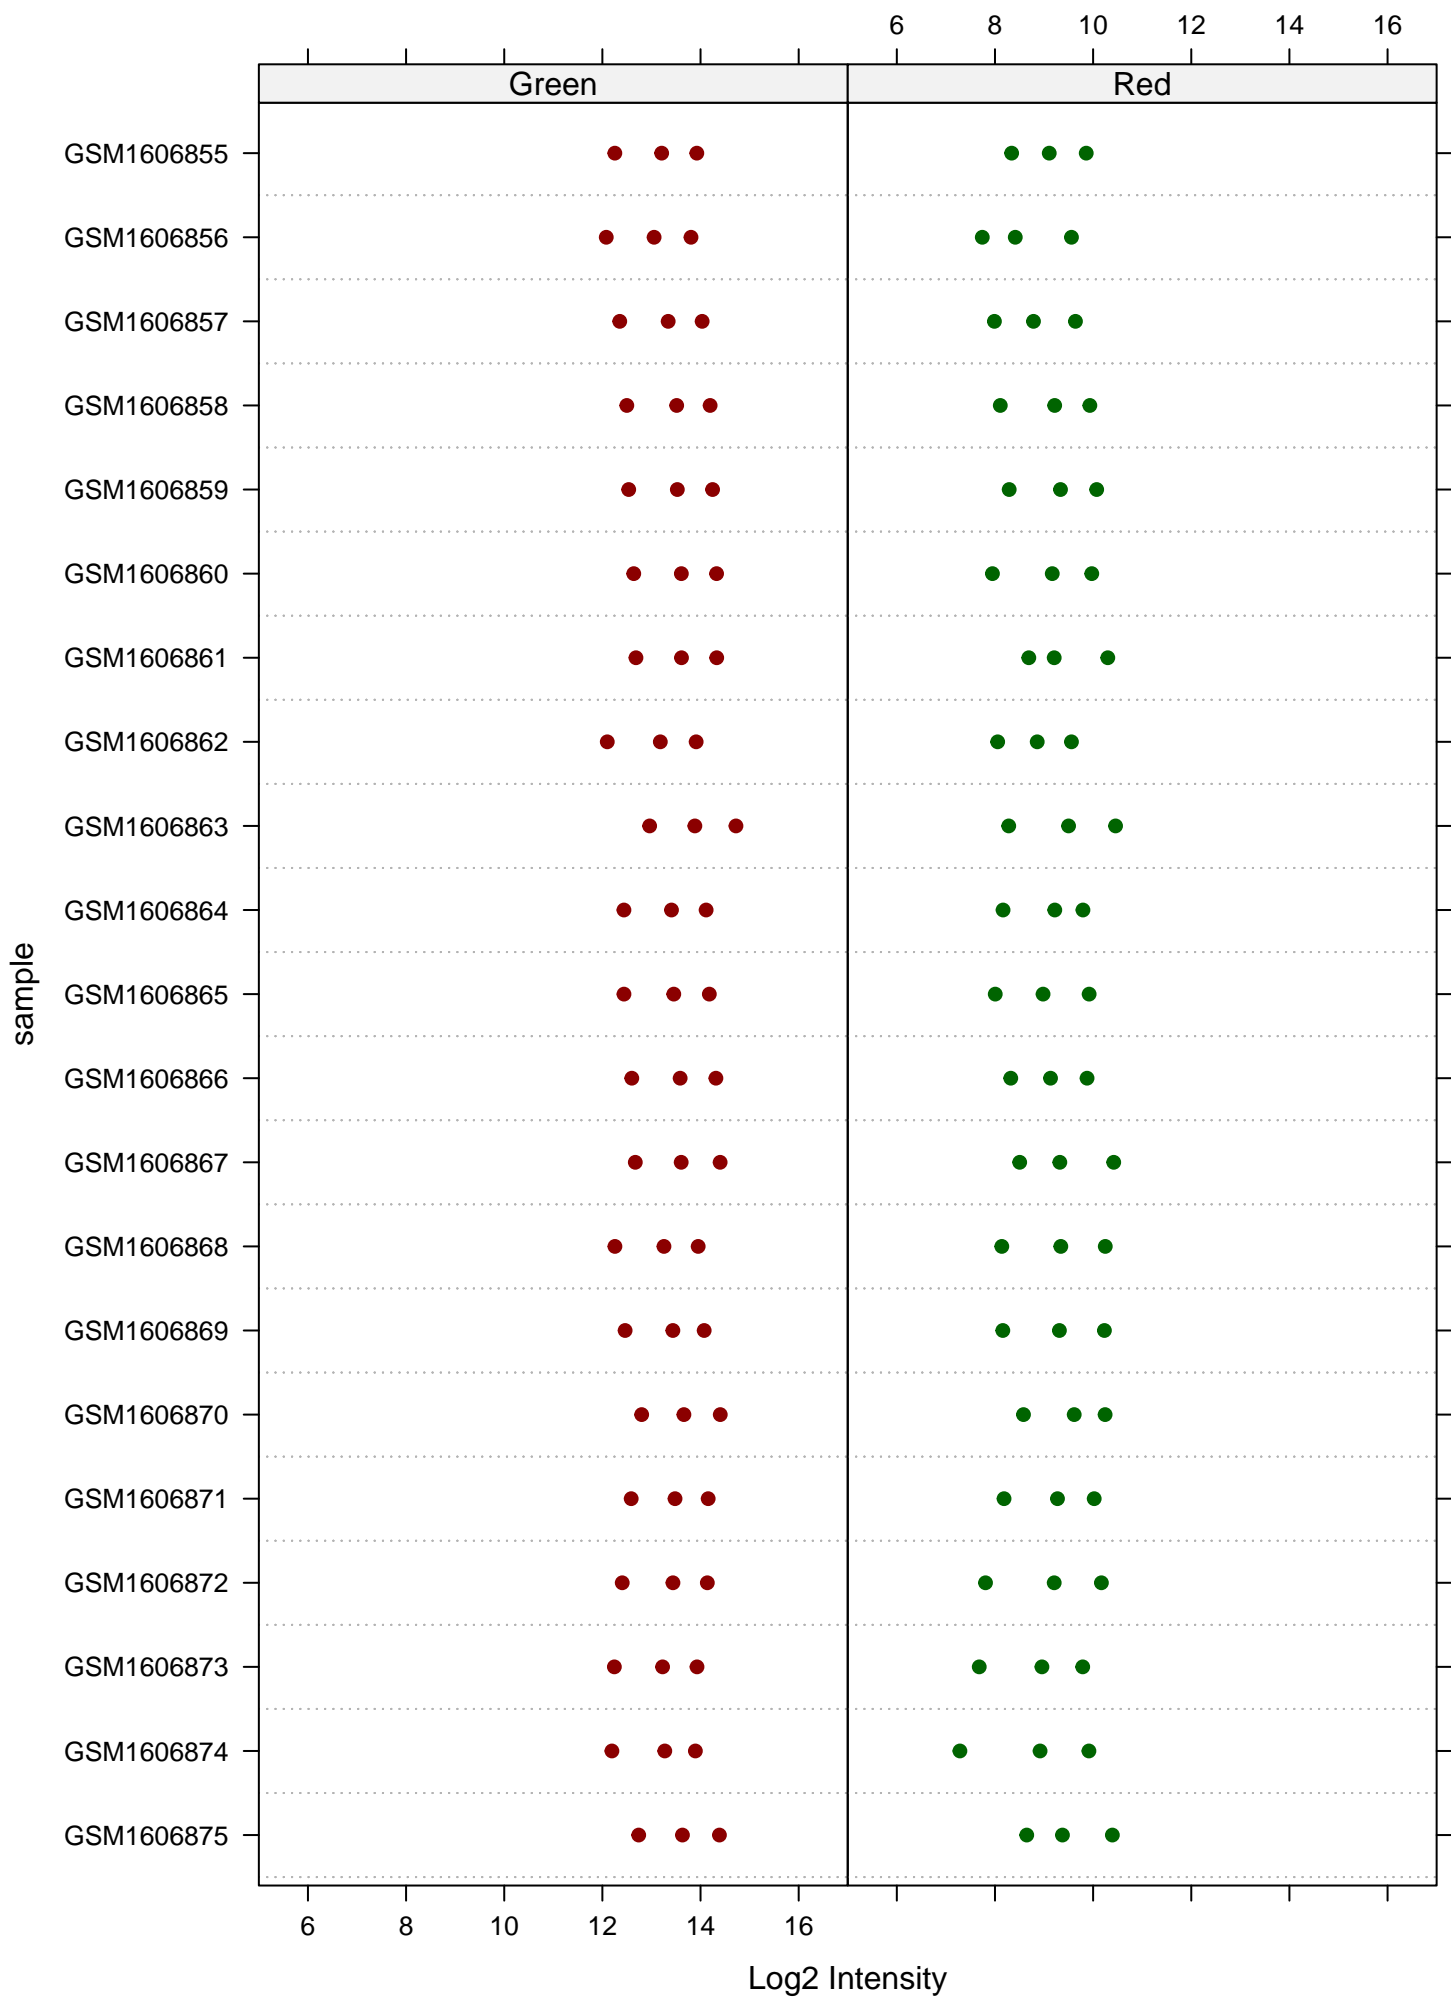 6 8 10 12 14 16
Green Red
GSM1606855
GSM1606856
GSM1606857
GSM1606858
GSM1606859
GSM1606860
GSM1606861
GSM1606862
GSM1606863
GSM1606864
GSM1606865
GSM1606866
GSM1606867
GSM1606868
GSM1606869
GSM1606870
GSM1606871
GSM1606872
GSM1606873
GSM1606874
GSM1606875
sample
6 8 10 12 14 16
Log2 Intensity